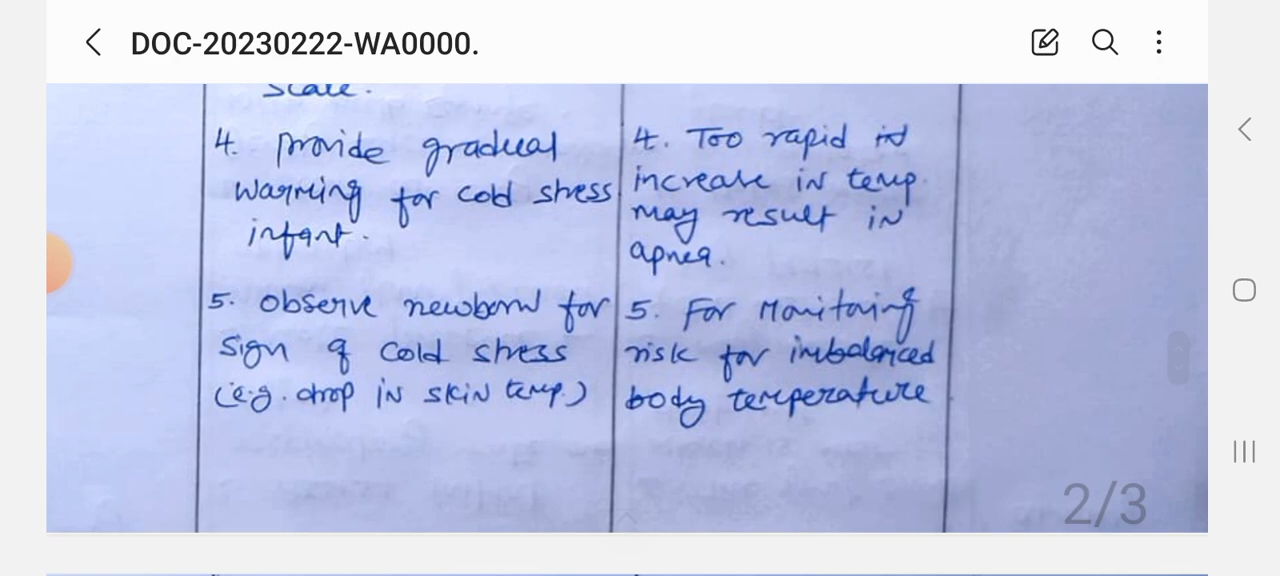 DOC-20230222-WA0000.
scale.
4. Provide gradual
warming for cold stress
infant.
5. Observe newborn for
sign of cold stress
(e.g. drop in skin temp.)
4. Too rapid in
increase in temp.
may result in
apnea.
5. For Monitoring
risk for imbalanced
body temperature
2/3